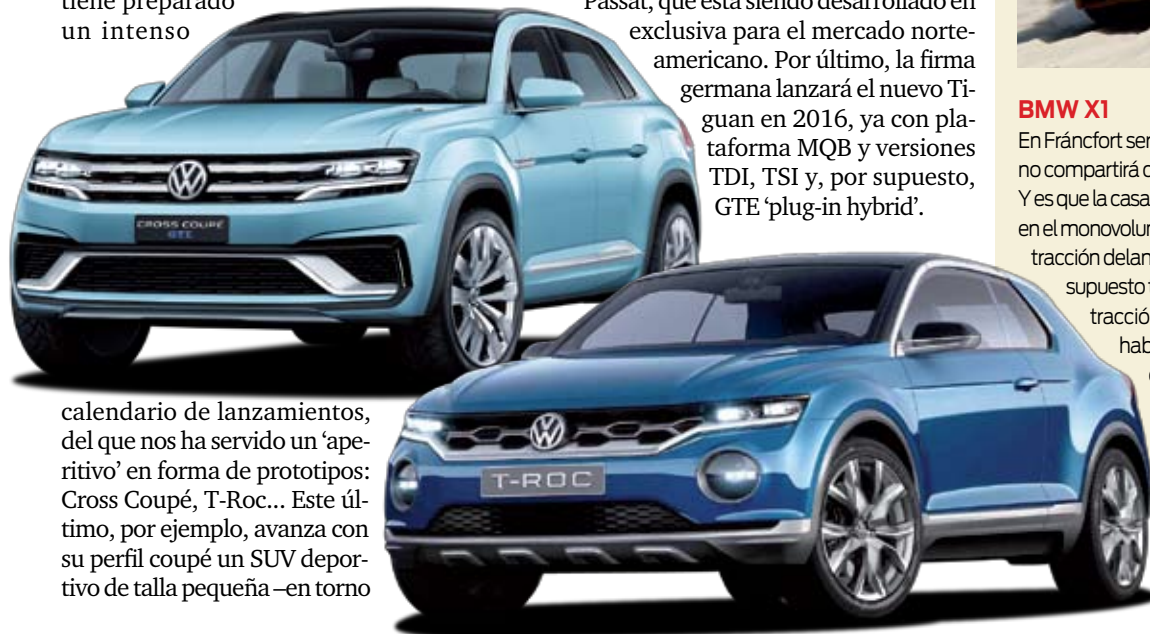 tiene preparado
un intenso
CROSS COUPÉ
GTE
calendario de lanzamientos,
del que nos ha servido un ‘ape-
ritivo’ en forma de prototipos:
Cross Coupé, T-Roc... Este úl-
timo, por ejemplo, avanza con
su perfil coupé un SUV depor-
tivo de talla pequeña –en torno
Passat, que está siendo desarrollado en
exclusiva para el mercado norte-
americano. Por último, la firma
germana lanzará el nuevo Ti-
guan en 2016, ya con pla-
taforma MQB y versiones
TDI, TSI y, por supuesto,
GTE ‘plug-in hybrid’.
T-ROC
BMW X1
En Fráncfort ser
no compartirá
Y es que la casa
en el monovolu
tracción delan
supuesto
tracció
hab